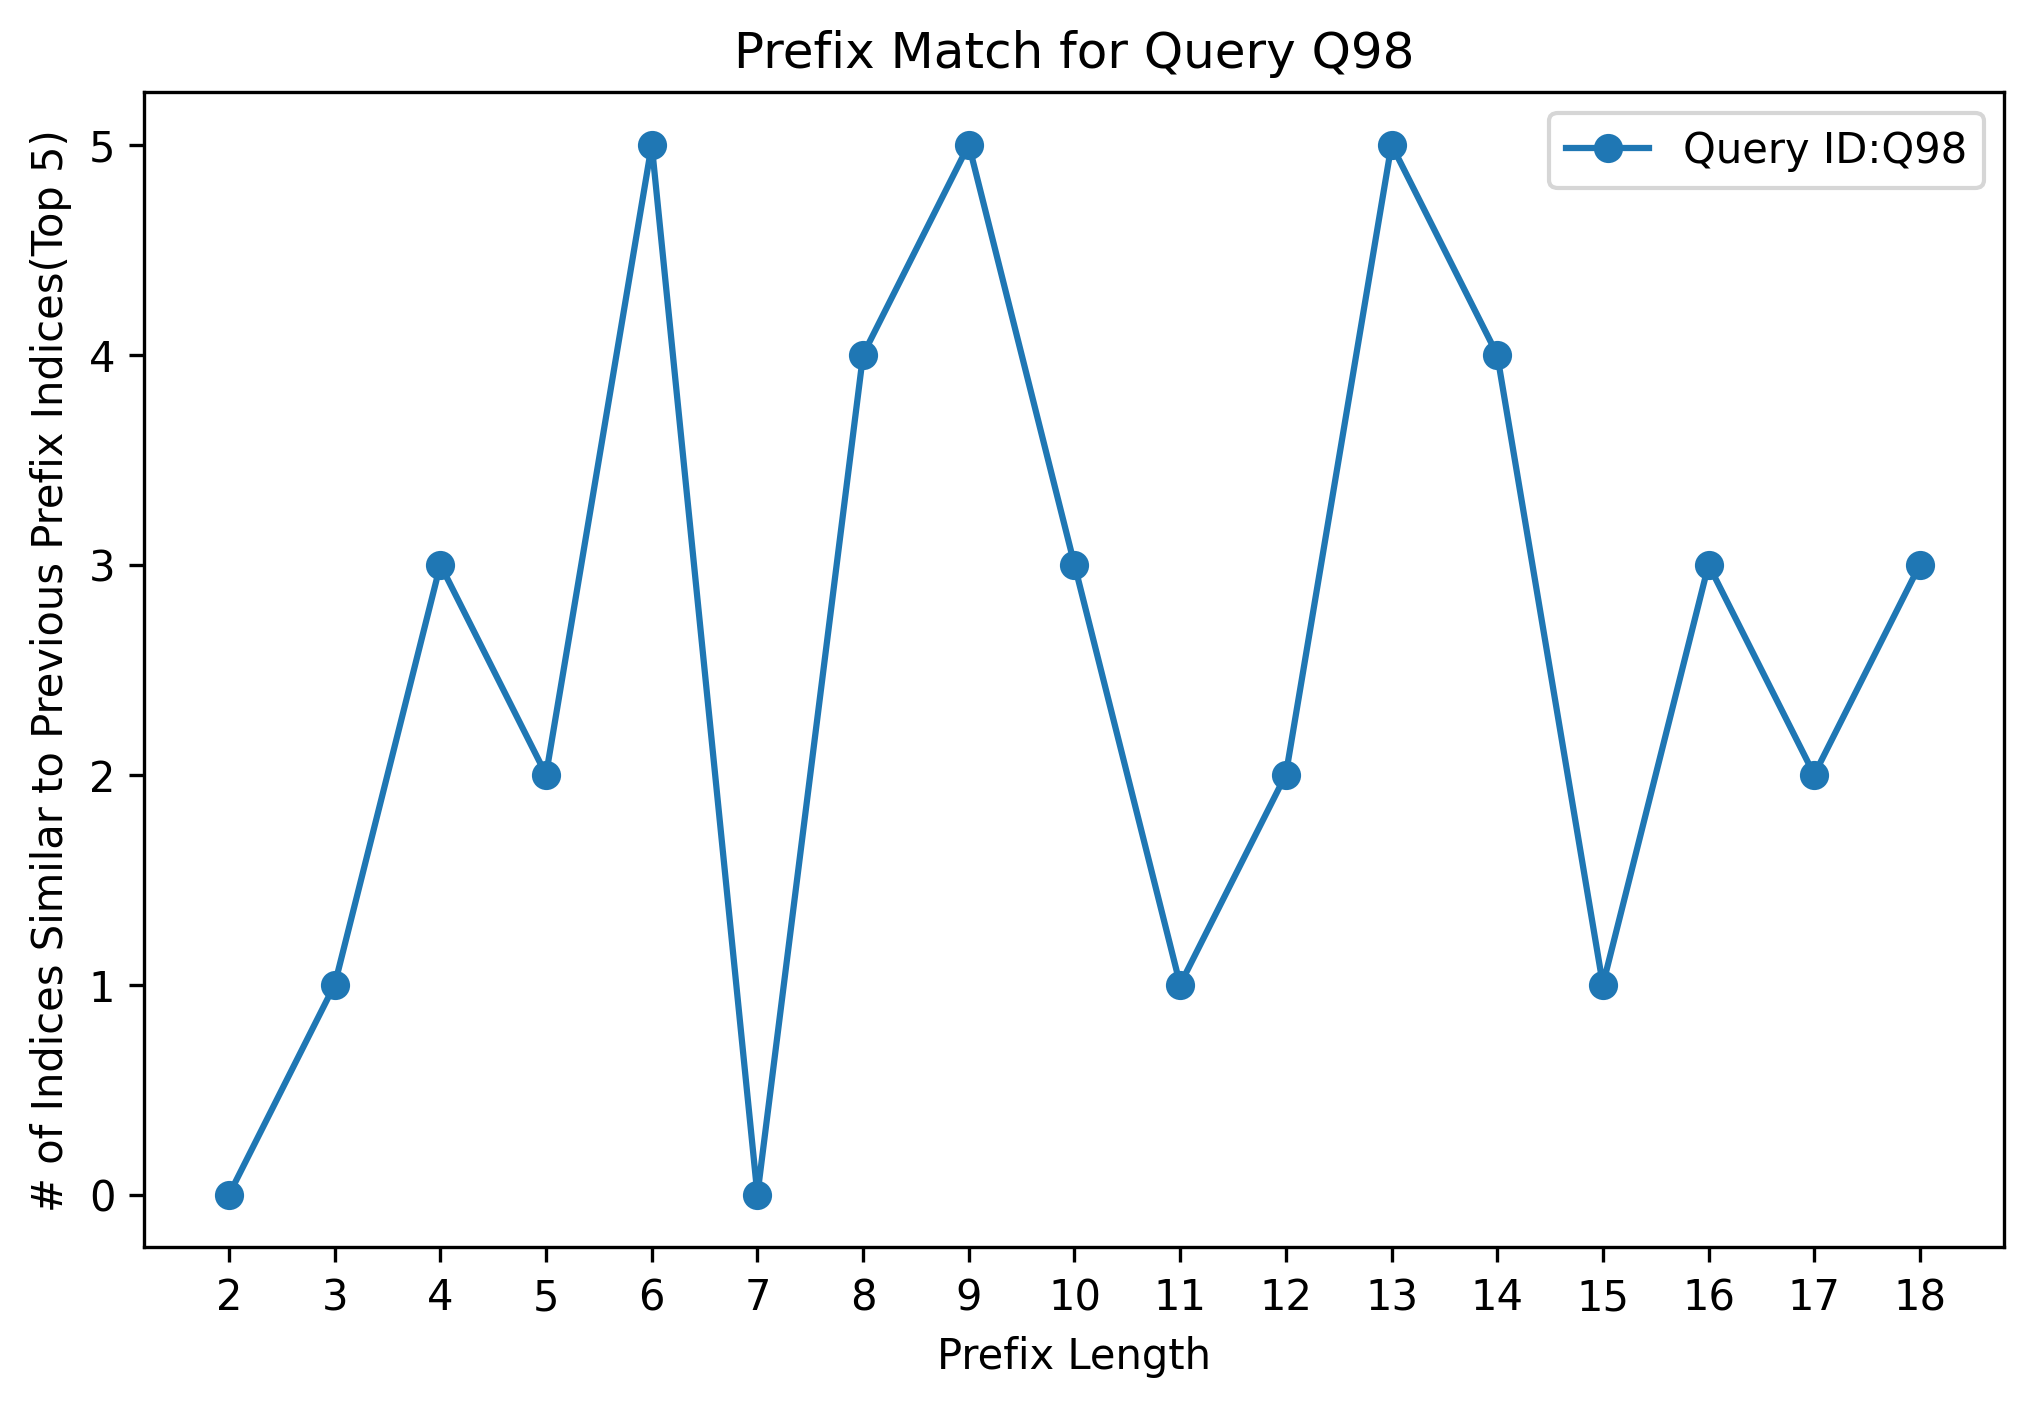 Prefix Match for Query Q98
Query ID:Q98
# of Indices Similar to Previous Prefix Indices(Top 5)
5
4
3
2
1
0
2 3 4 5 6 7 8 9 10 11 12 13 14 15 16 17 18
Prefix Length